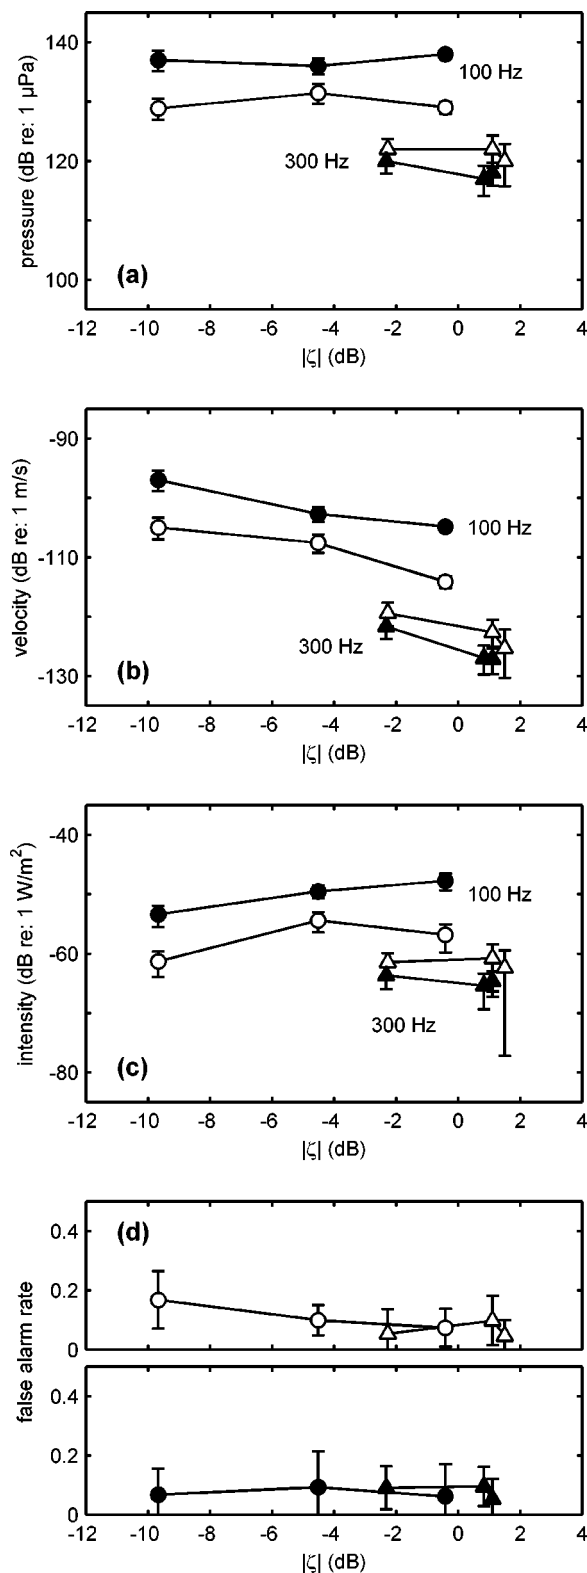 140
120
100
pressure (dB re: 1 µPa)
100 Hz
300 Hz
(a)
-12 -10 -8 -6 -4 -2 0 2 4
|ζ| (dB)
-90
-110
-130
velocity (dB re: 1 m/s)
100 Hz
300 Hz
(b)
-12 -10 -8 -6 -4 -2 0 2 4
|ζ| (dB)
-40
-60
-80
intensity (dB re: 1 W/m²)
100 Hz
300 Hz
(c)
-12 -10 -8 -6 -4 -2 0 2 4
|ζ| (dB)
(d)
0.4
0.2
0
false alarm rate
0.4
0.2
0
-12 -10 -8 -6 -4 -2 0 2 4
|ζ| (dB)